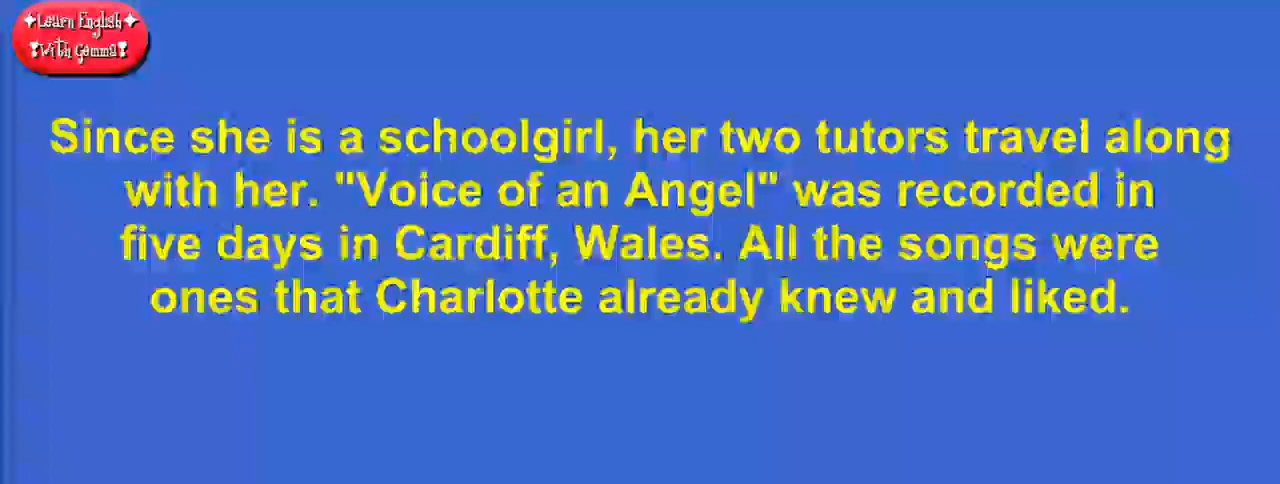 Learn English
With Gemma
Since she is a schoolgirl, her two tutors travel along
with her. "Voice of an Angel" was recorded in
five days in Cardiff, Wales. All the songs were
ones that Charlotte already knew and liked.